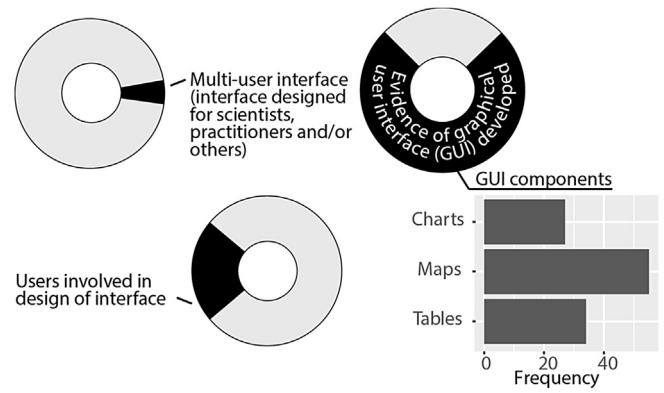 Multi-user interface
(interface designed
for scientists,
practitioners and/or
others)
Evidence of graphical
user interface (GUI) developed
GUI components
Charts
Maps
Tables
0 20 40
Frequency
Users involved in
design of interface